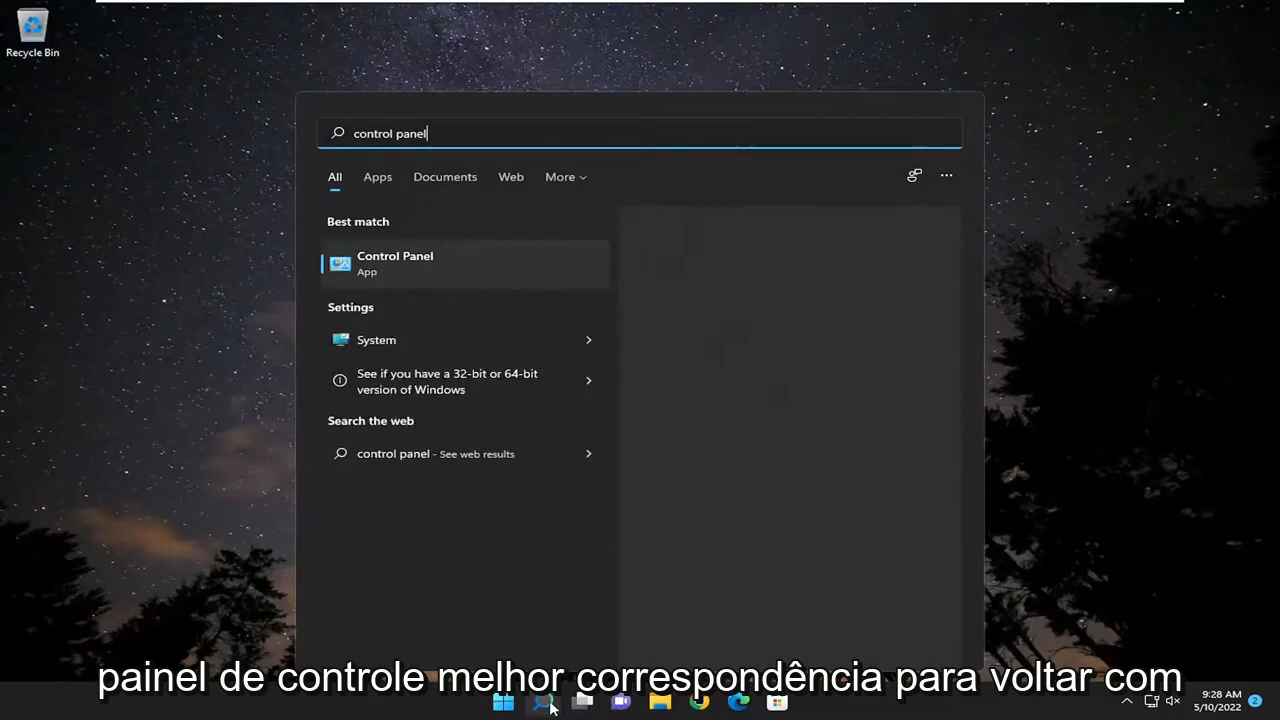 Recycle Bin
control panel
All Apps Documents Web More
Best match
Control Panel
App
Settings
System
See if you have a 32-bit or 64-bit
version of Windows
Search the web
control panel - See web results
painel de controle melhor correspondência para voltar com
9:28 AM
5/10/2022
2